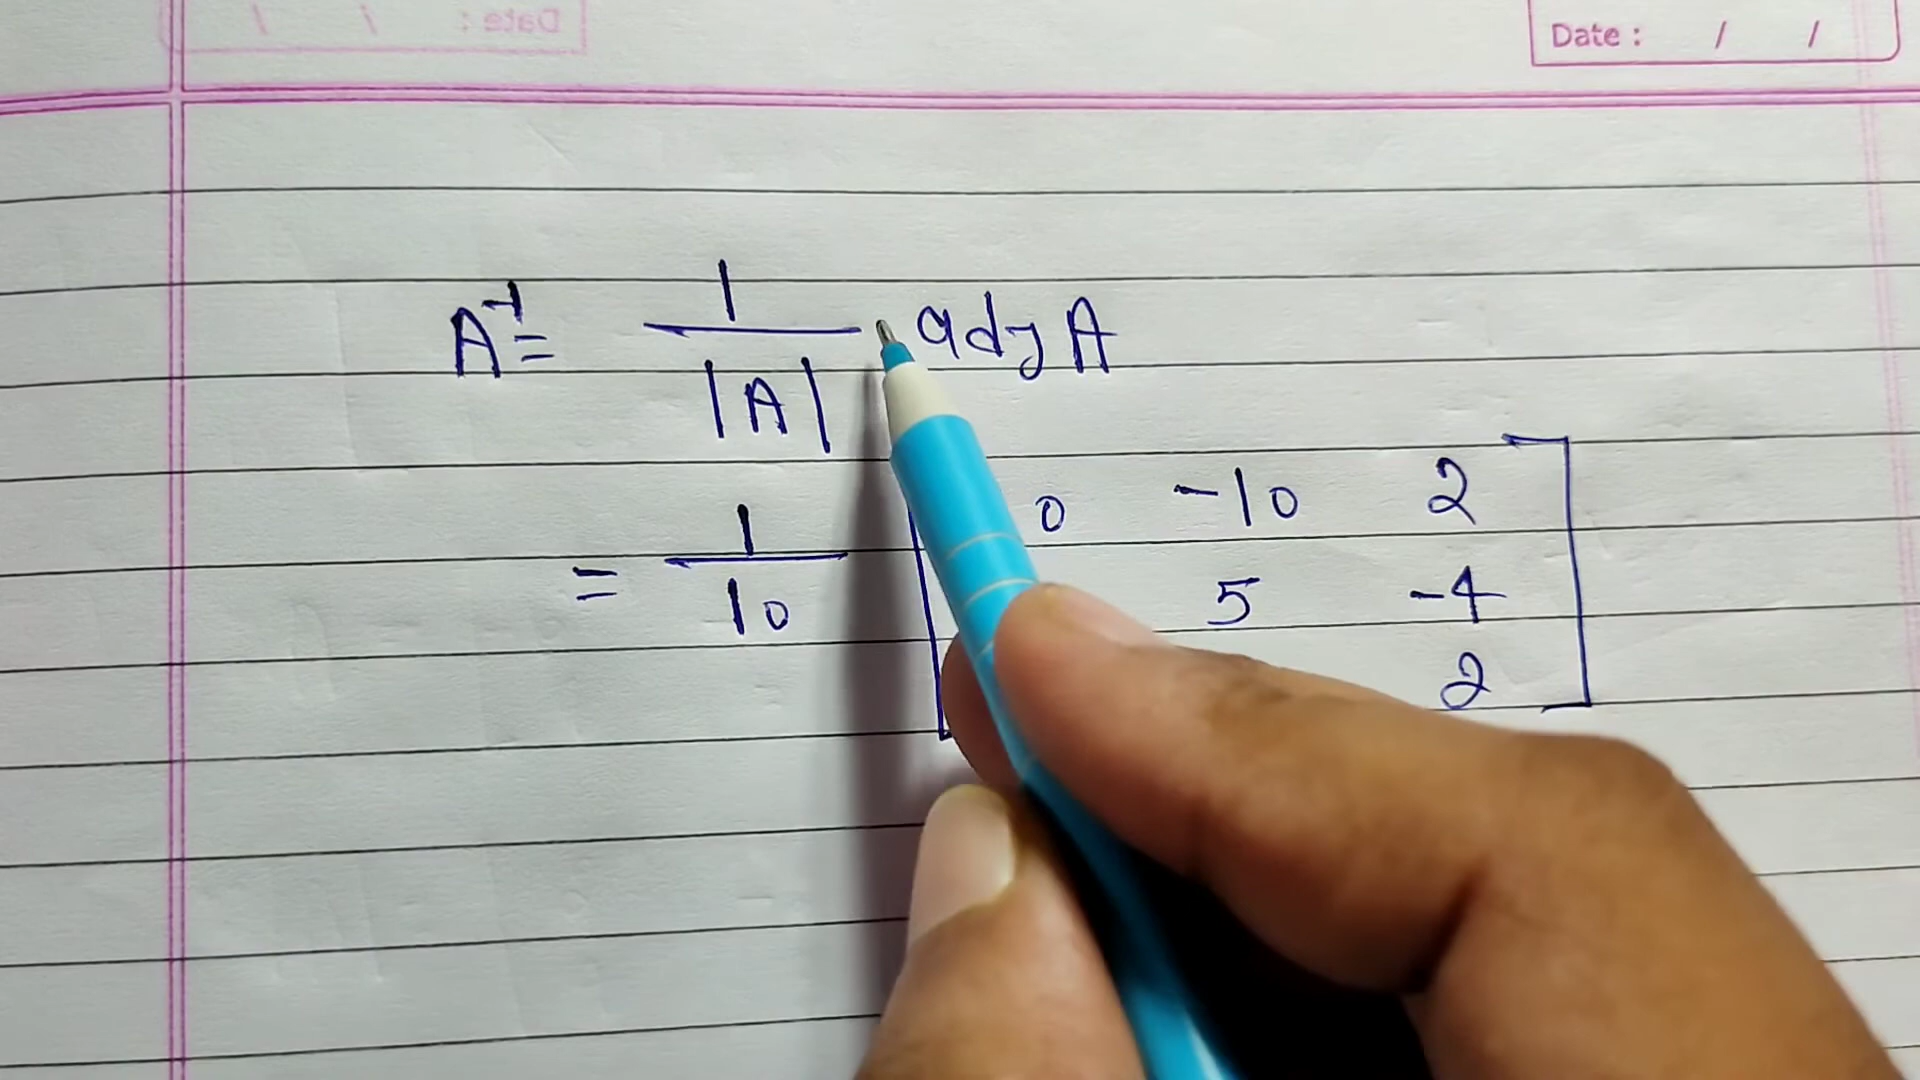 Date : / /
A⁻¹ = 1/|A| adj A
= 1/10 [ 0 -10 2
5 -4
2 ]